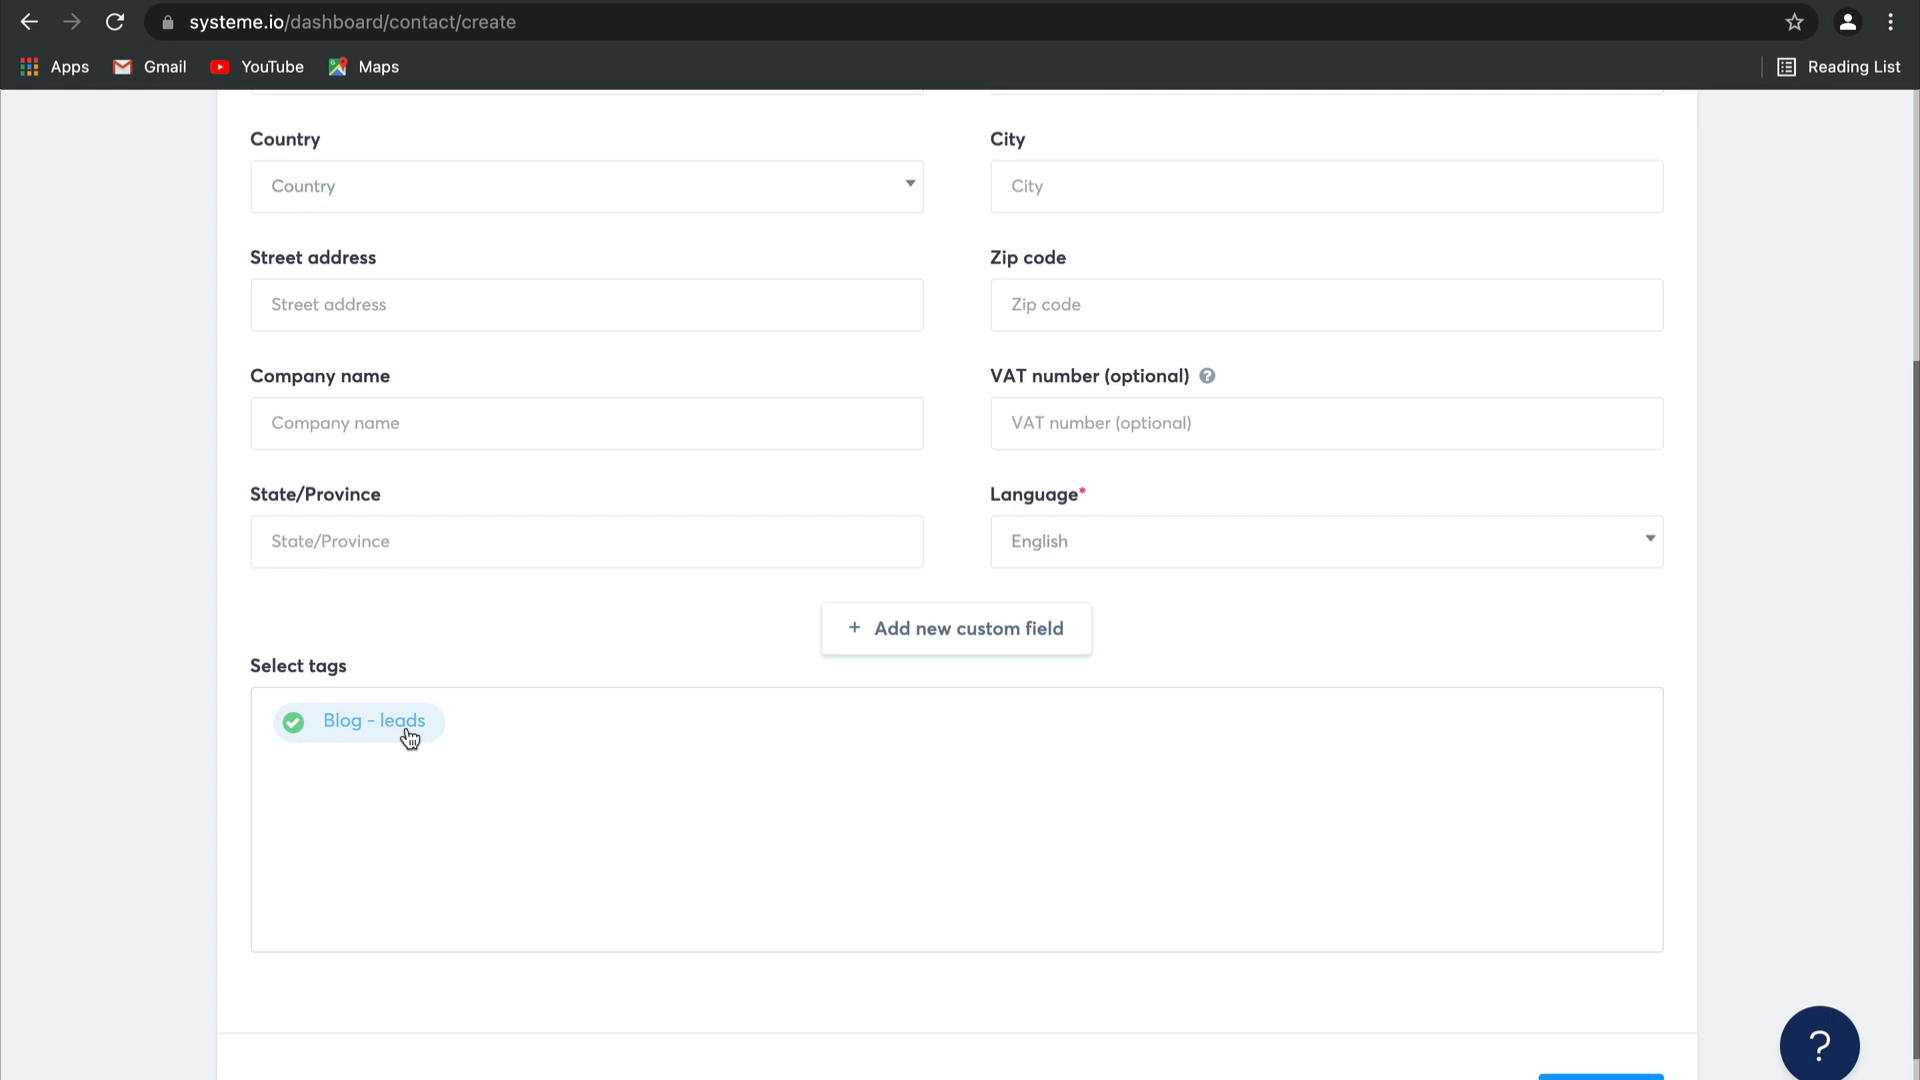 systeme.io/dashboard/contact/create
Apps Gmail YouTube Maps Reading List
Country City
Country City
Street address Zip code
Street address Zip code
Company name VAT number (optional) ?
Company name VAT number (optional)
State/Province Language*
State/Province English
+ Add new custom field
Select tags
Blog - leads
?